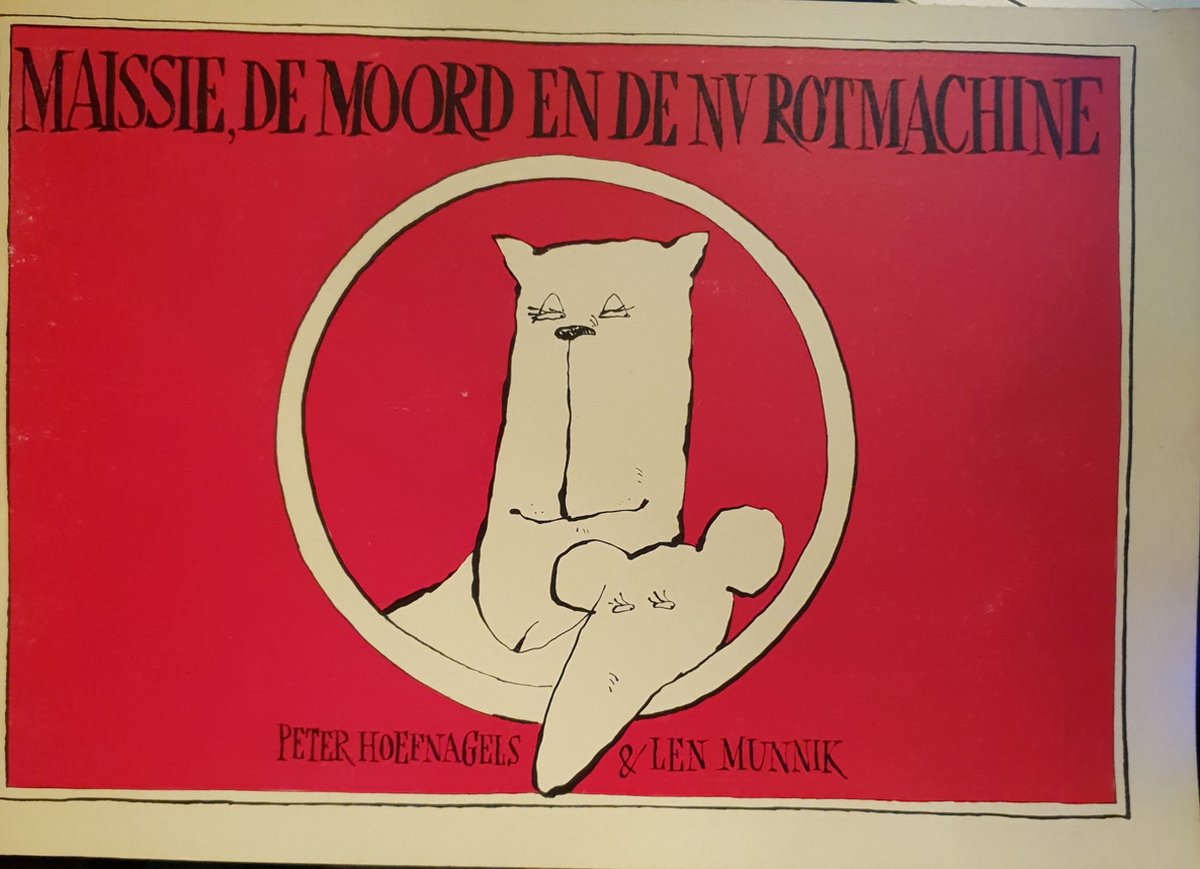 MAISSIE, DE MOORD EN DE NV ROTMACHINE
PETER HOEFNAGELS & LEN MUNNIK